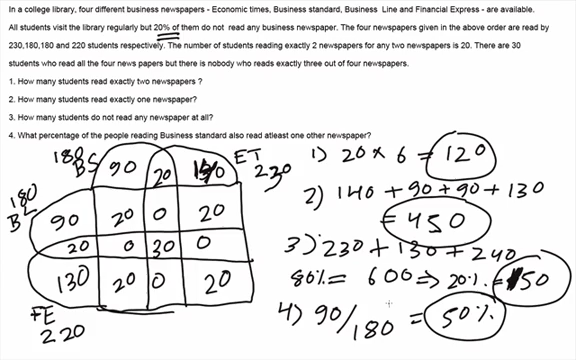 In a college library, four different business newspapers - Economic times, Business standard, Business Line and Financial Express - are available.
All students visit the library regularly but 20% of them do not read any business newspaper. The four newspapers given in the above order are read by
230,180,180 and 220 students respectively. The number of students reading exactly 2 newspapers for any two newspapers is 20. There are 30
students who read all the four news papers but there is nobody who reads exactly three out of four newspapers.
1. How many students read exactly two newspapers ?
2. How many students read exactly one newspaper?
3. How many students do not read any newspaper at all?
4. What percentage of the people reading Business standard also read atleast one other newspaper?
180
BS
90
20
ET
230
180
BL
90
20
0
20
20
0
30
0
130
20
0
20
FE
220
1) 20 × 6 = 120
2) 140 + 90 + 90 + 130
= 450
3) 230 + 130 + 240
80% = 600 ⇒ 20% = 150
4) 90/180 = 50%